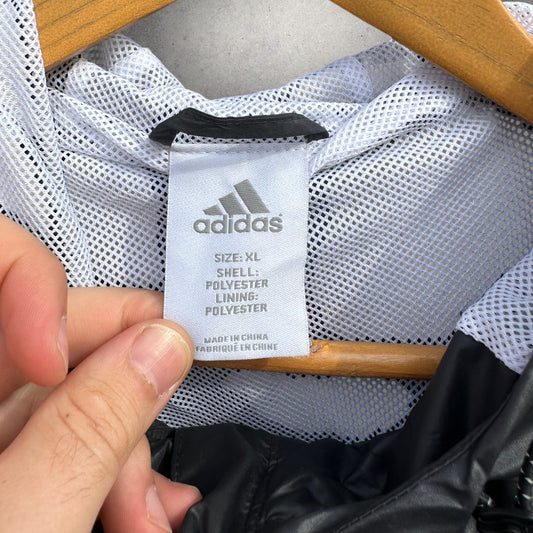 adidas
SIZE: XL
SHELL:
POLYESTER
LINING:
POLYESTER
MADE IN CHINA
FABRIQUÉ EN CHINE